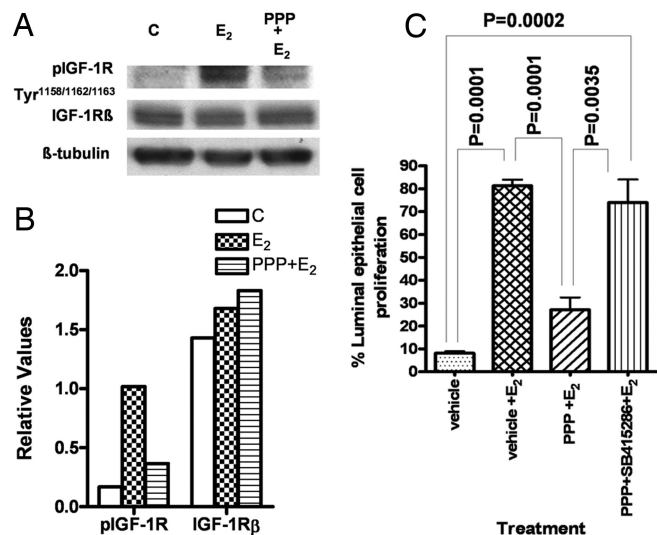 A
C
E2
PPP
+
E2
pIGF-1R
Tyr1158/1162/1163
IGF-1Rß
ß-tubulin
B
C
E2
PPP+E2
Relative Values
2.0
1.5
1.0
0.5
0.0
pIGF-1R
IGF-1Rβ
C
P=0.0002
P=0.0001
P=0.0001
P=0.0035
% Luminal epithelial cell
proliferation
90
80
70
60
50
40
30
20
10
0
vehicle
vehicle +E2
PPP +E2
PPP+SB415286+E2
Treatment